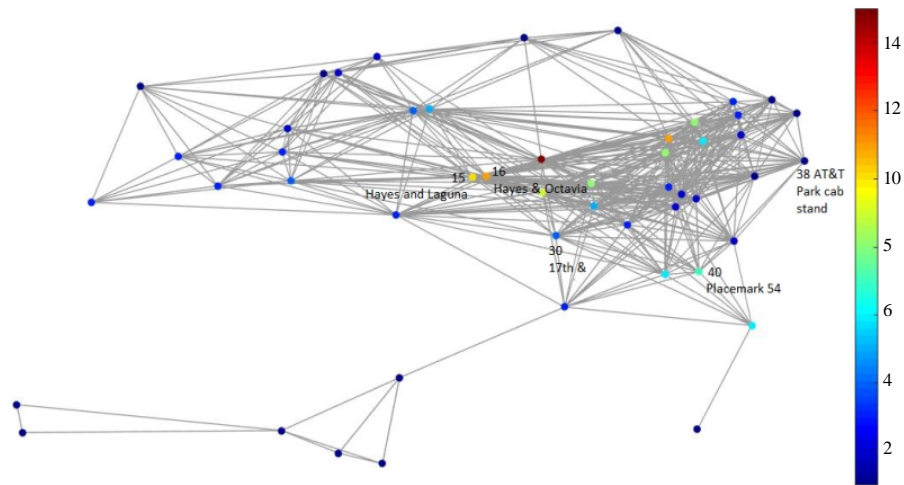 14
12
15 16
10
Hayes and Laguna
Hayes & Octavia
38 AT&T
Park cab
stand
30
17th &
5
40
Placemark 54
6
4
2